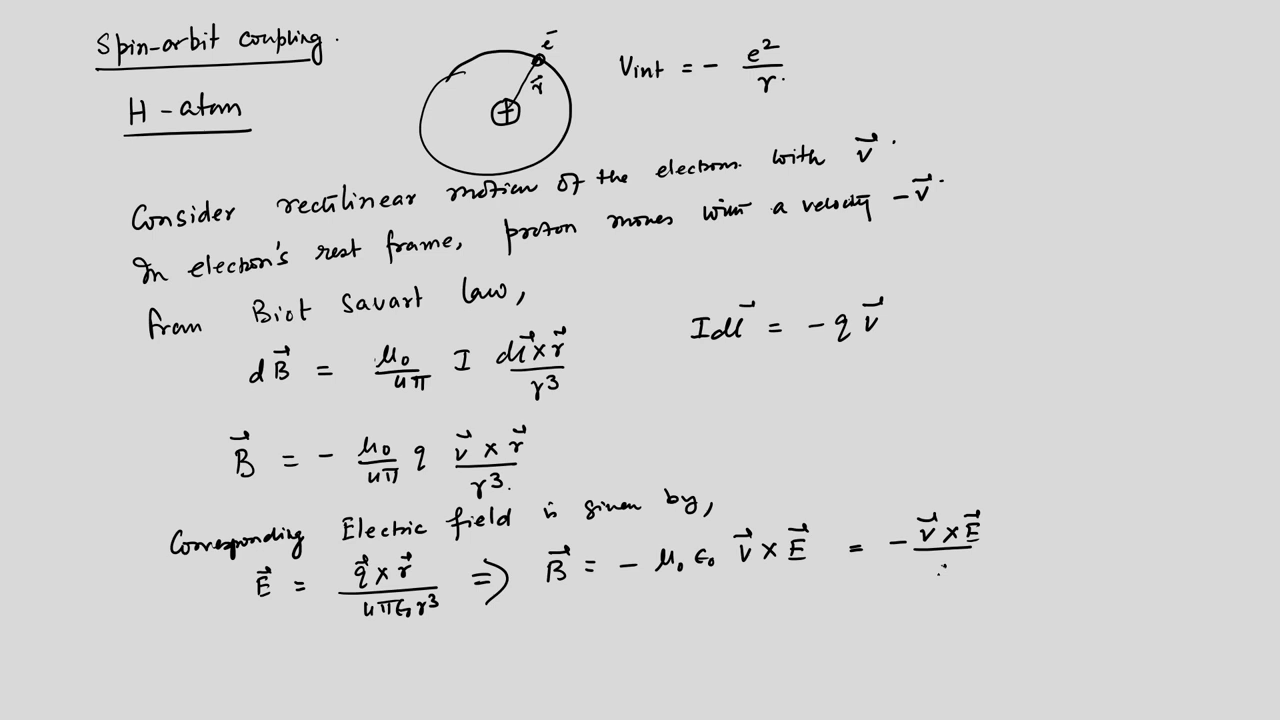 Spin-orbit coupling.
H-atom
e⁻
r⃗
+
V_int = - e²/r.
Consider rectilinear motion of the electrons. with v⃗.
In electron's rest frame, proton moves with a velocity -v⃗.
From Biot Savart law,
dB⃗ = μ₀/4π I dl⃗ × r⃗/r³
Idl⃗ = - q v⃗
B⃗ = - μ₀/4π q v⃗ × r⃗/r³.
Corresponding Electric field is given by,
E⃗ = q⃗ × r⃗/4πϵ₀r³ ⇒ B⃗ = - μ₀ ϵ₀ v⃗ × E⃗ = - v⃗ × E⃗/